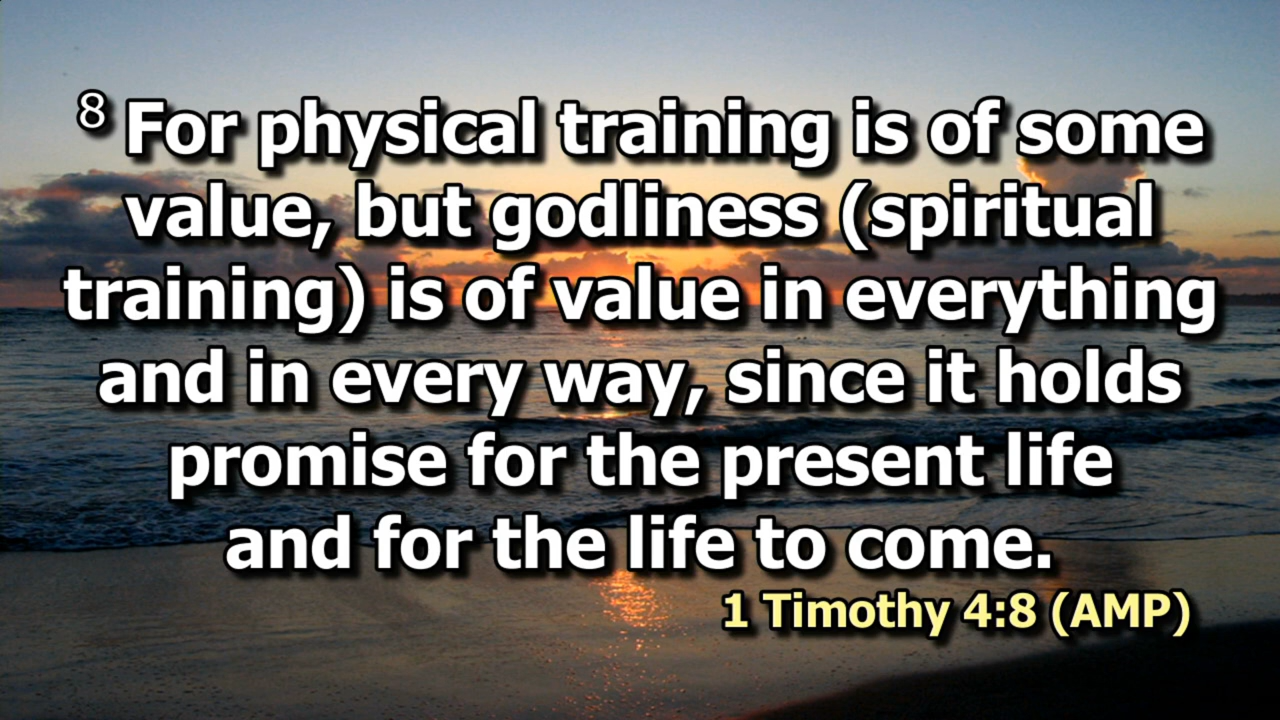 8 For physical training is of some
value, but godliness (spiritual
training) is of value in everything
and in every way, since it holds
promise for the present life
and for the life to come.
1 Timothy 4:8 (AMP)